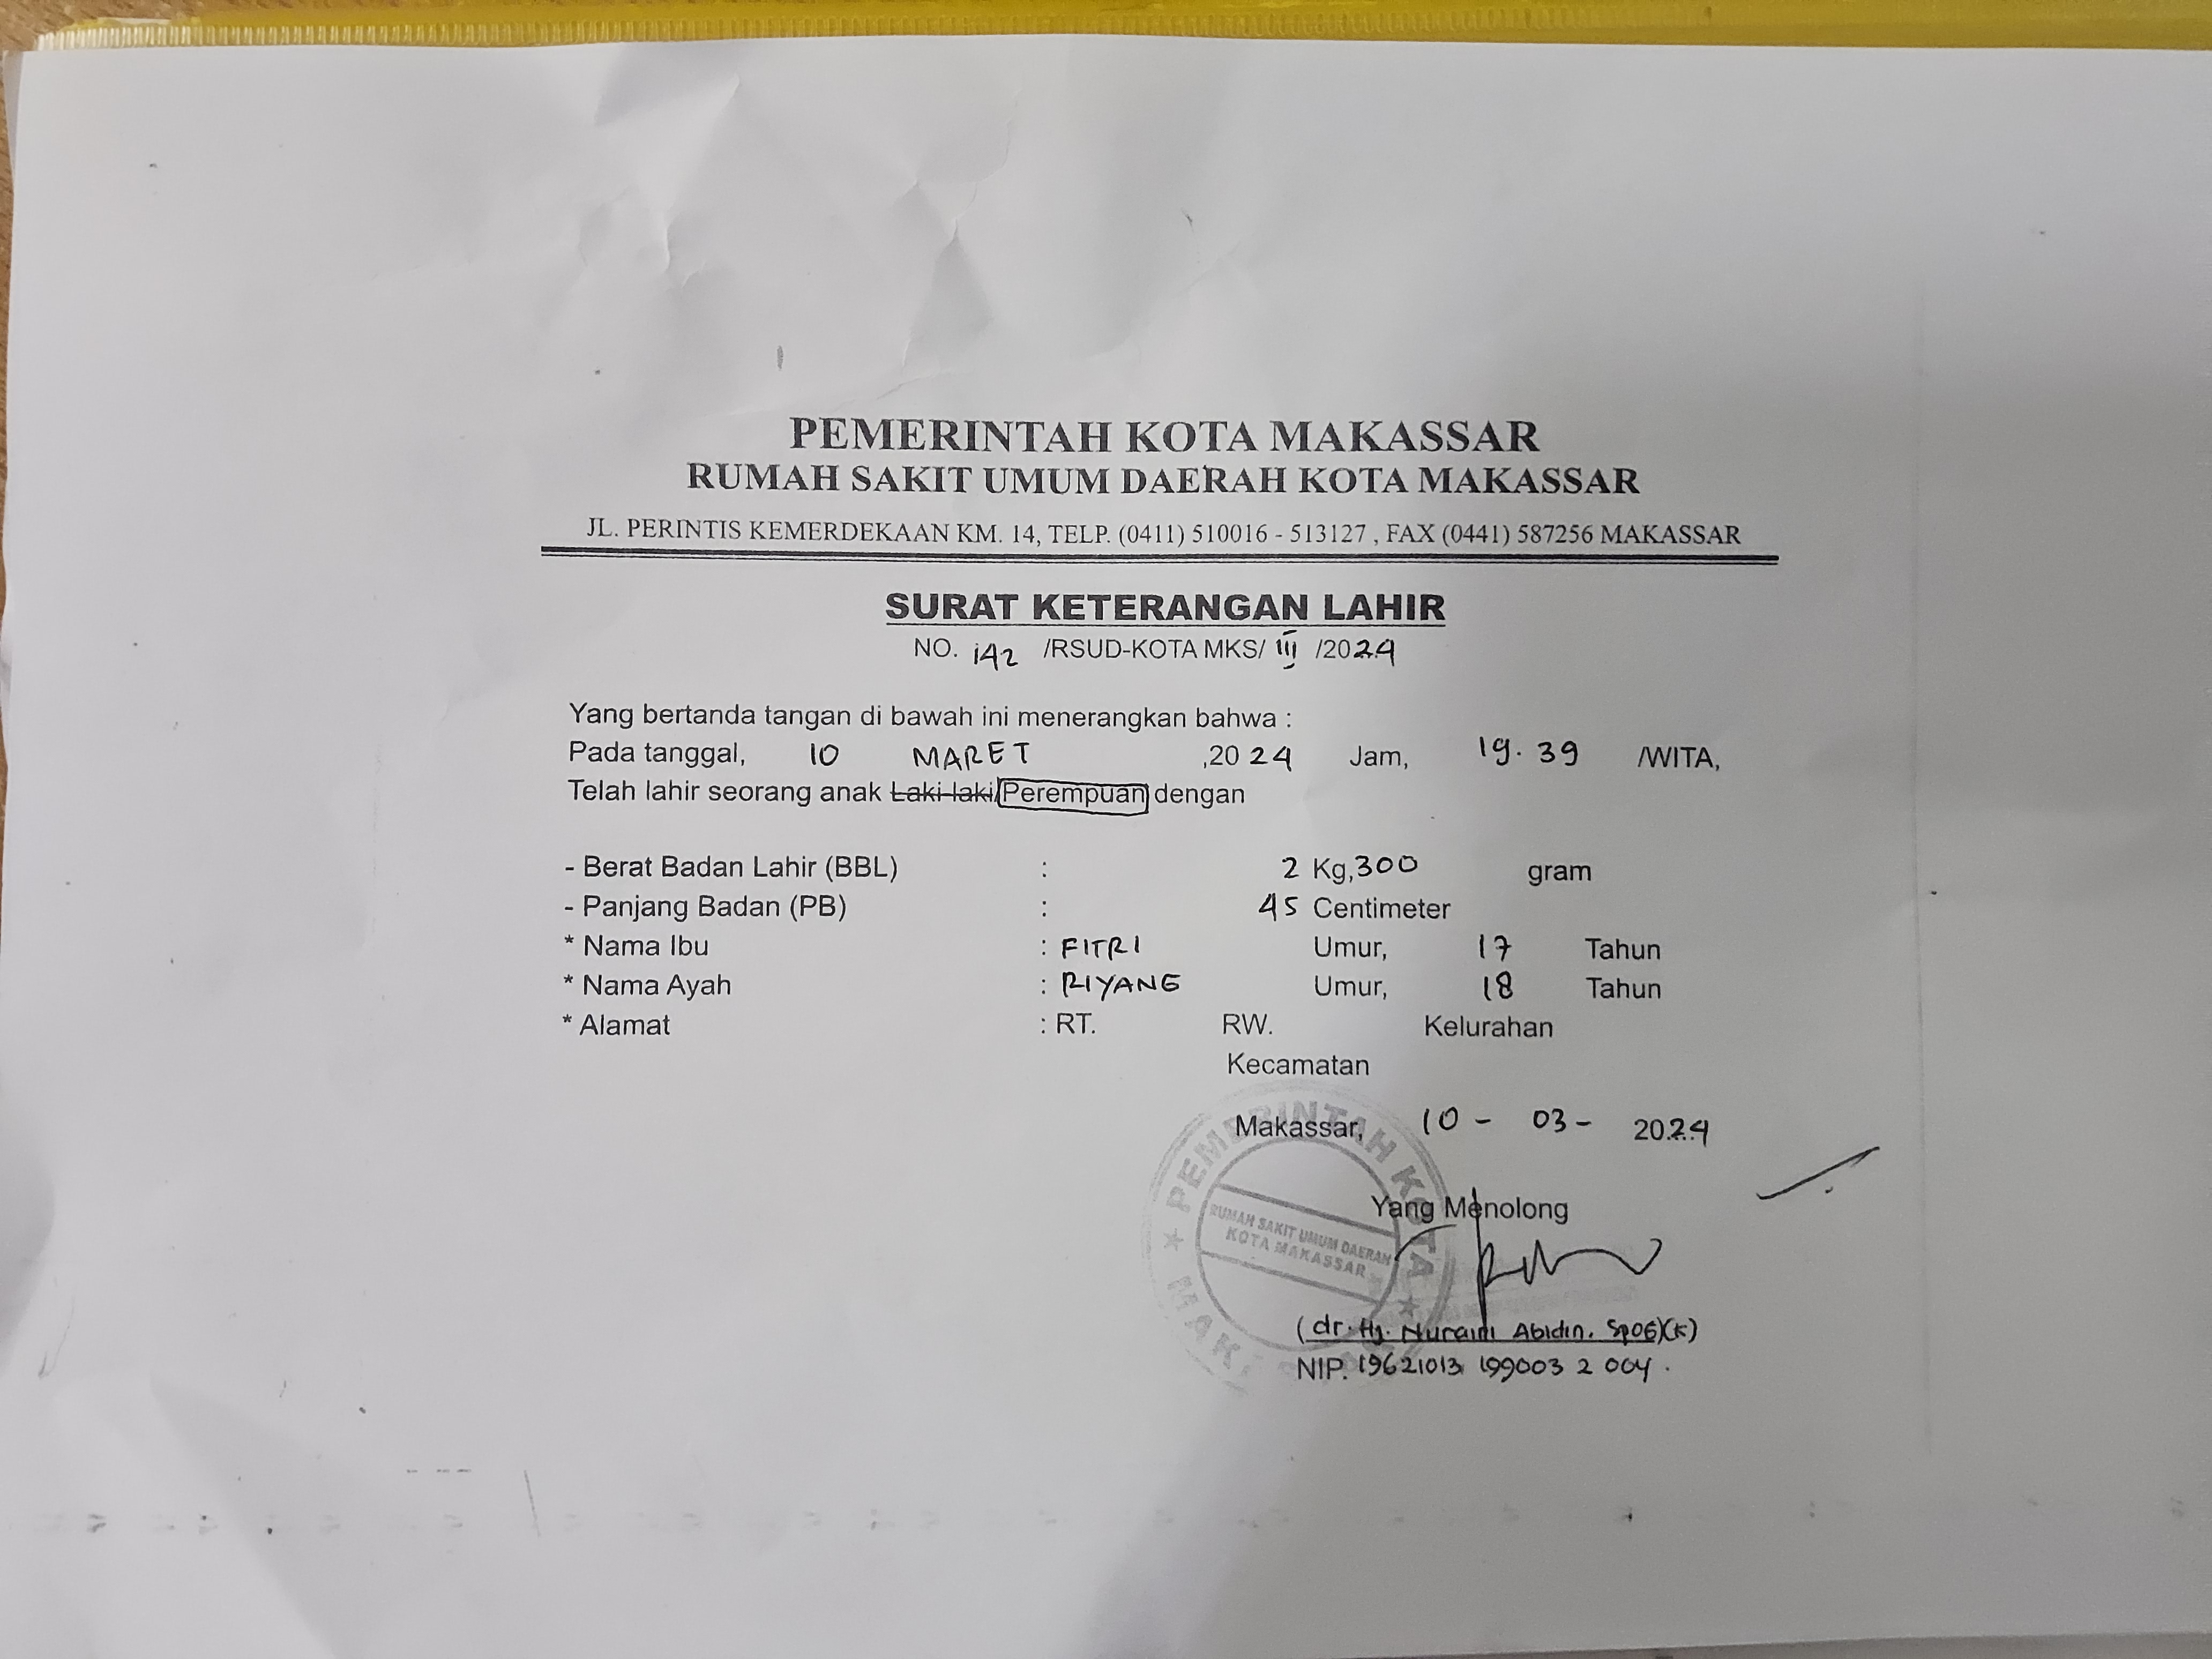 PEMERINTAH KOTA MAKASSAR
RUMAH SAKIT UMUM DAERAH KOTA MAKASSAR
JL. PERINTIS KEMERDEKAAN KM. 14, TELP. (0411) 510016 - 513127 , FAX (0441) 587256 MAKASSAR
SURAT KETERANGAN LAHIR
NO. 142 /RSUD-KOTA MKS/ III /2024
Yang bertanda tangan di bawah ini menerangkan bahwa :
Pada tanggal, 10 MARET ,2024 Jam, 19.39 /WITA,
Telah lahir seorang anak Laki-laki/Perempuan dengan
- Berat Badan Lahir (BBL) : 2 Kg,300 gram
- Panjang Badan (PB) : 45 Centimeter
* Nama Ibu : FITRI Umur, 17 Tahun
* Nama Ayah : RIYANG Umur, 18 Tahun
* Alamat : RT. RW. Kelurahan
Kecamatan
Makassar, 10 - 03 - 2024
Yang Menolong
PEMERINTAH KOTA
RUMAH SAKIT UMUM DAERAH
KOTA MAKASSAR
(dr. Hj. Nuraini Abidin. SpOG(K)
NIP. 19621013 199003 2 004.